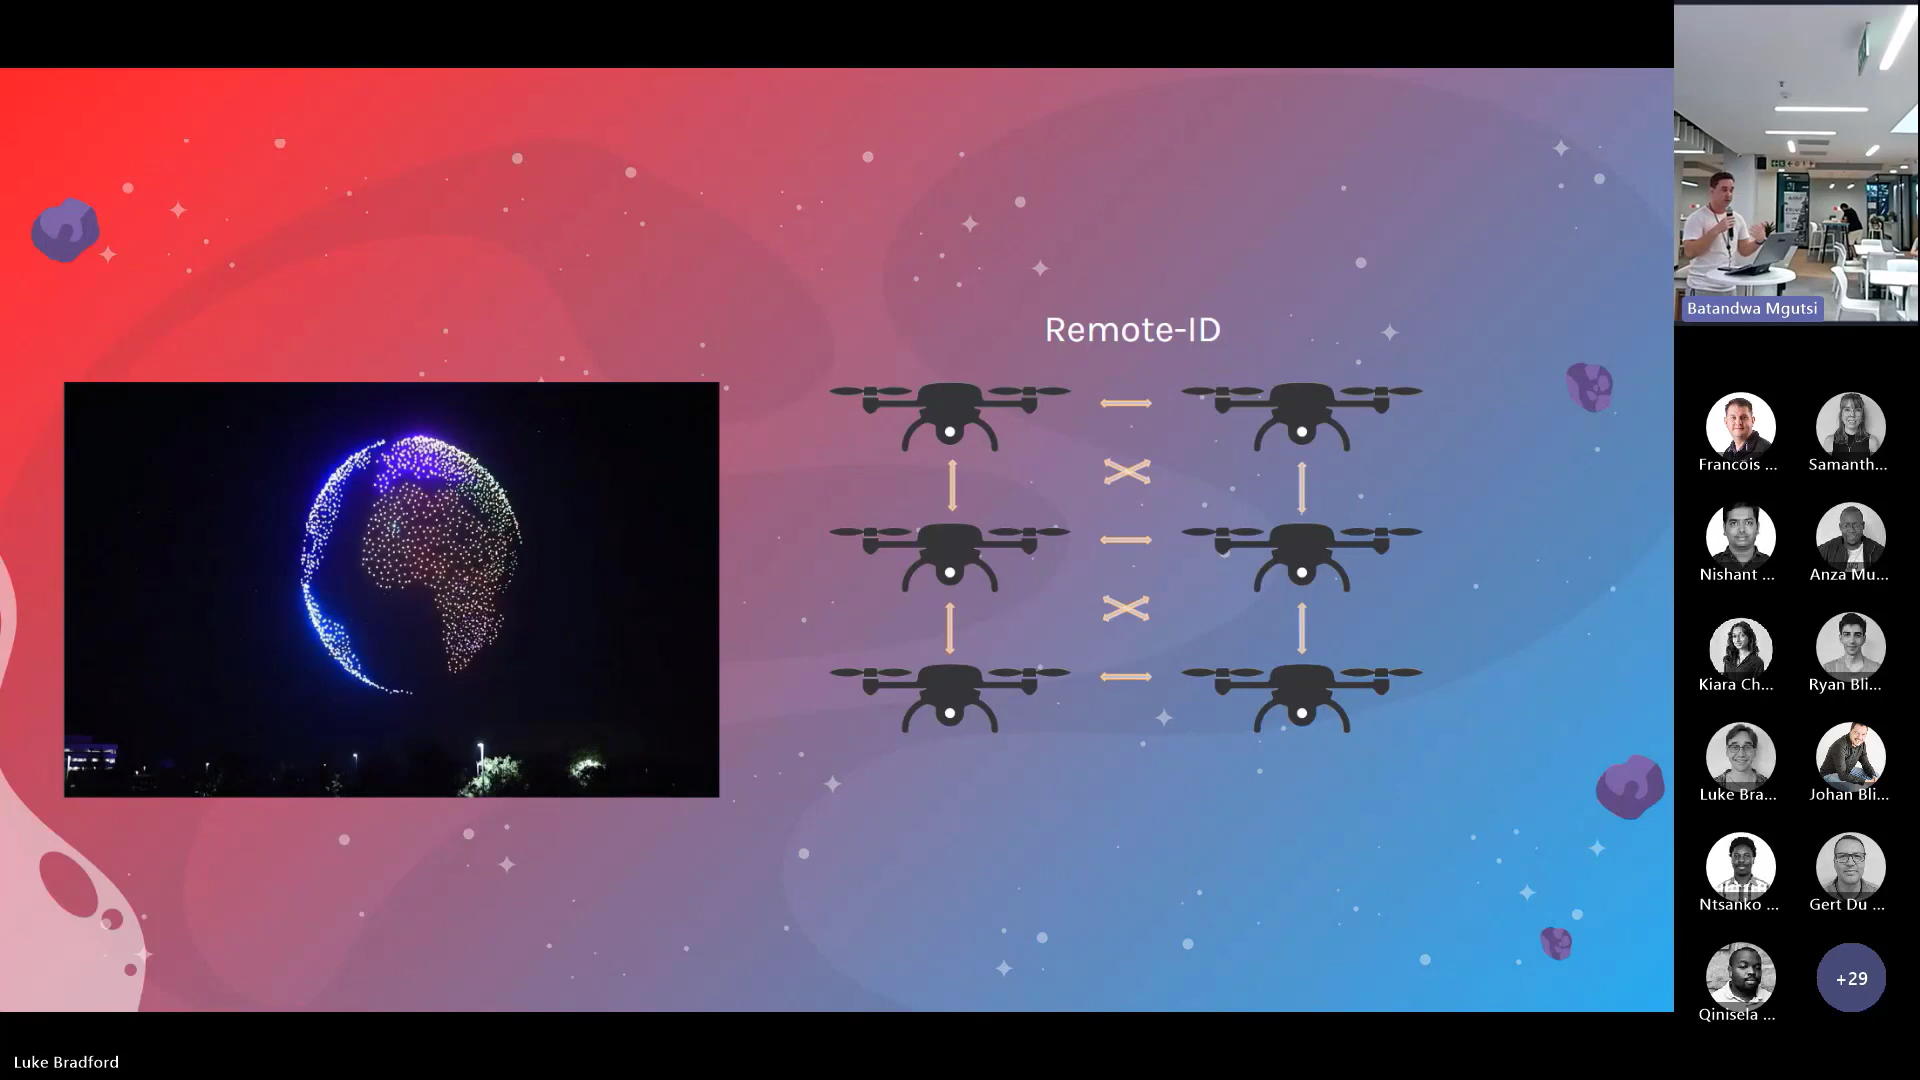 Remote-ID
Batandwa Mgutsi
Francois ...
Samanth...
Nishant ...
Anza Mu...
Kiara Ch...
Ryan Bli...
Luke Bra...
Johan Bli...
Ntsanko ...
Gert Du ...
Qinisela ...
+29
Luke Bradford